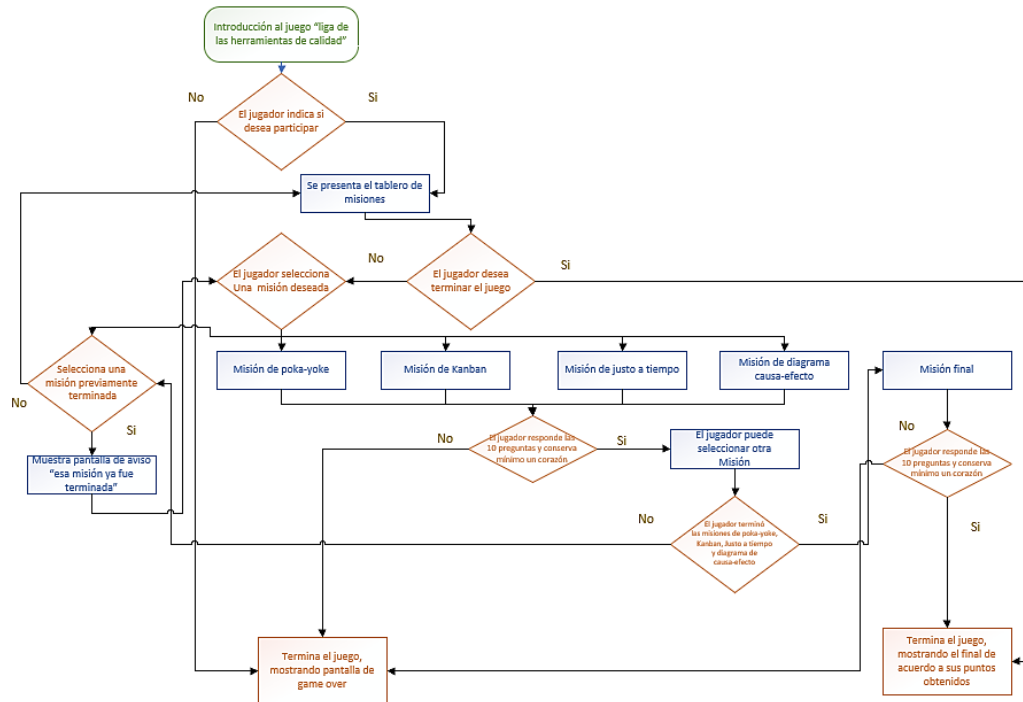 Introducción al juego "liga de
las herramientas de calidad"
No
Si
El jugador indica si
desea participar
Se presenta el tablero de
misiones
No
Si
El jugador selecciona
Una misión deseada
El jugador desea
terminar el juego
Selecciona una
misión previamente
terminada
Misión de poka-yoke
Misión de Kanban
Misión de justo a tiempo
Misión de diagrama
causa-efecto
Misión final
No
Si
Muestra pantalla de aviso
"esa misión ya fue
terminada"
No
El jugador responde las
10 preguntas y conserva
mínimo un corazón
Si
El jugador puede
seleccionar otra
Misión
No
El jugador responde las
10 preguntas y conserva
mínimo un corazón
Si
No
El jugador terminó
las misiones de poka-yoke,
Kanban, Justo a tiempo
y diagrama de
causa-efecto
Si
Termina el juego,
mostrando pantalla de
game over
Termina el juego,
mostrando el final de
acuerdo a sus puntos
obtenidos